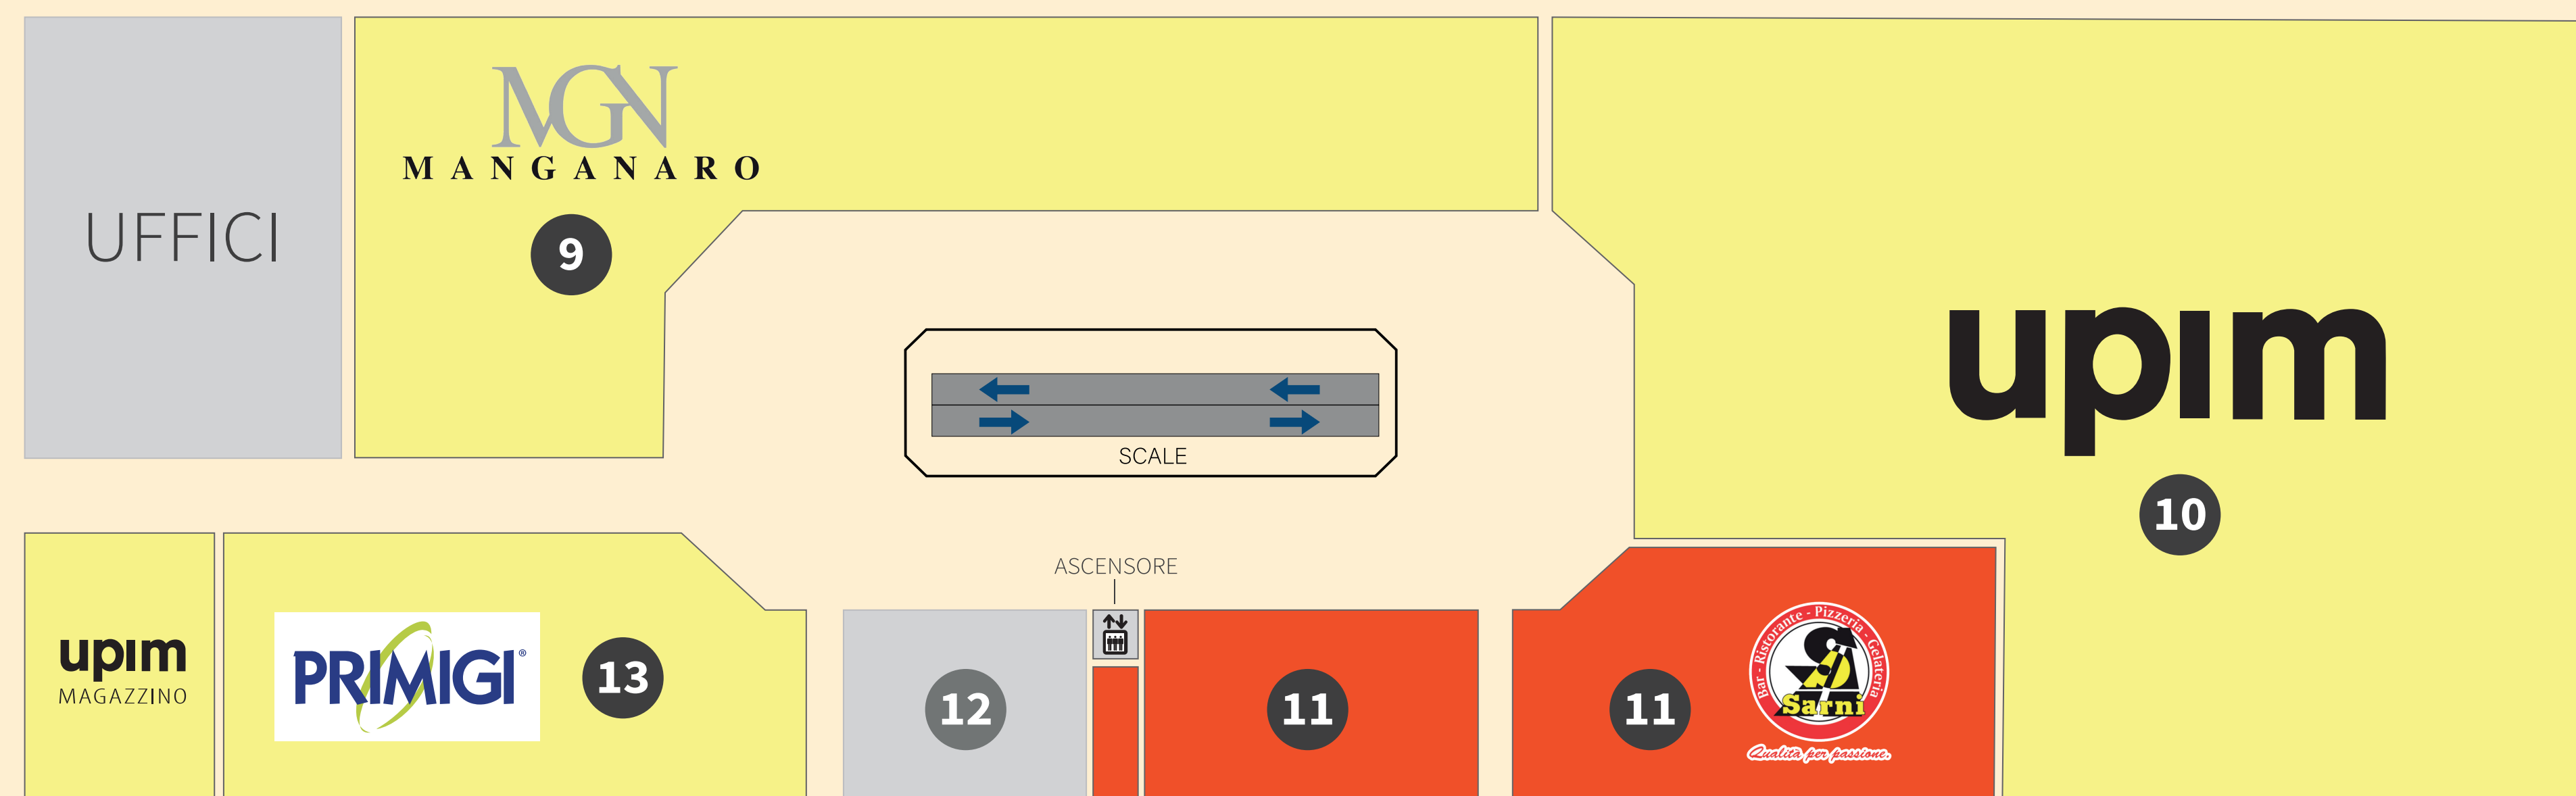 UFFICI
MGN
MANGANARO
9
upim
10
SCALE
ASCENSORE
upim
MAGAZZINO
PRIMIGI®
13
12
11
11
Bar - Ristorante - Pizzeria - Gelateria
Sarni
Qualità per passione.